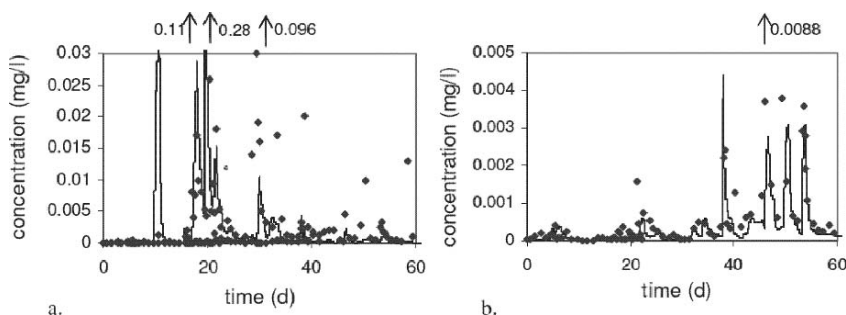 0.11 0.28 0.096
0.03
0.025
0.02
0.015
0.01
0.005
0
concentration (mg/l)
0 20 40 60
time (d)
a.
0.0088
0.005
0.004
0.003
0.002
0.001
0
concentration (mg/l)
0 20 40 60
time (d)
b.